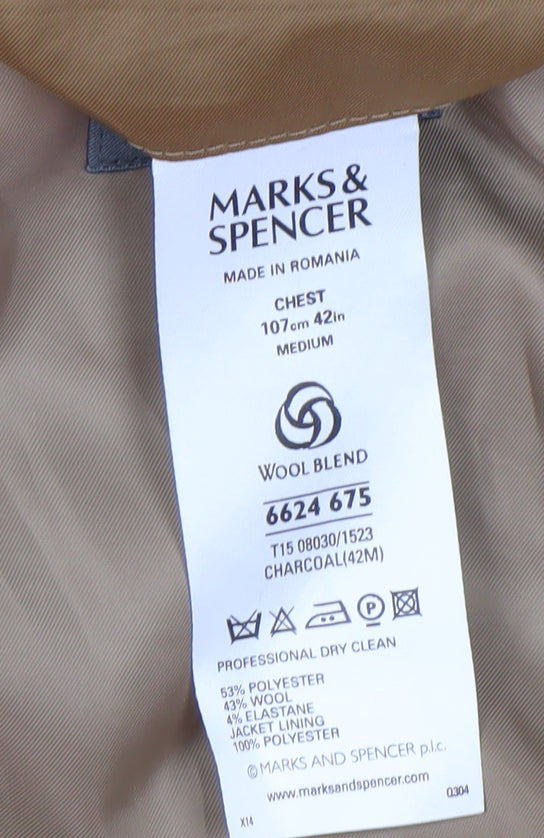 MARKS &
SPENCER
MADE IN ROMANIA
CHEST
107cm 42in
MEDIUM
WOOL BLEND
6624 675
T15 08030/1523
CHARCOAL(42M)
P
PROFESSIONAL DRY CLEAN
53% POLYESTER
43% WOOL
4% ELASTANE
JACKET LINING
100% POLYESTER
©MARKS AND SPENCER p.l.c.
www.marksandspencer.com
X14
0304